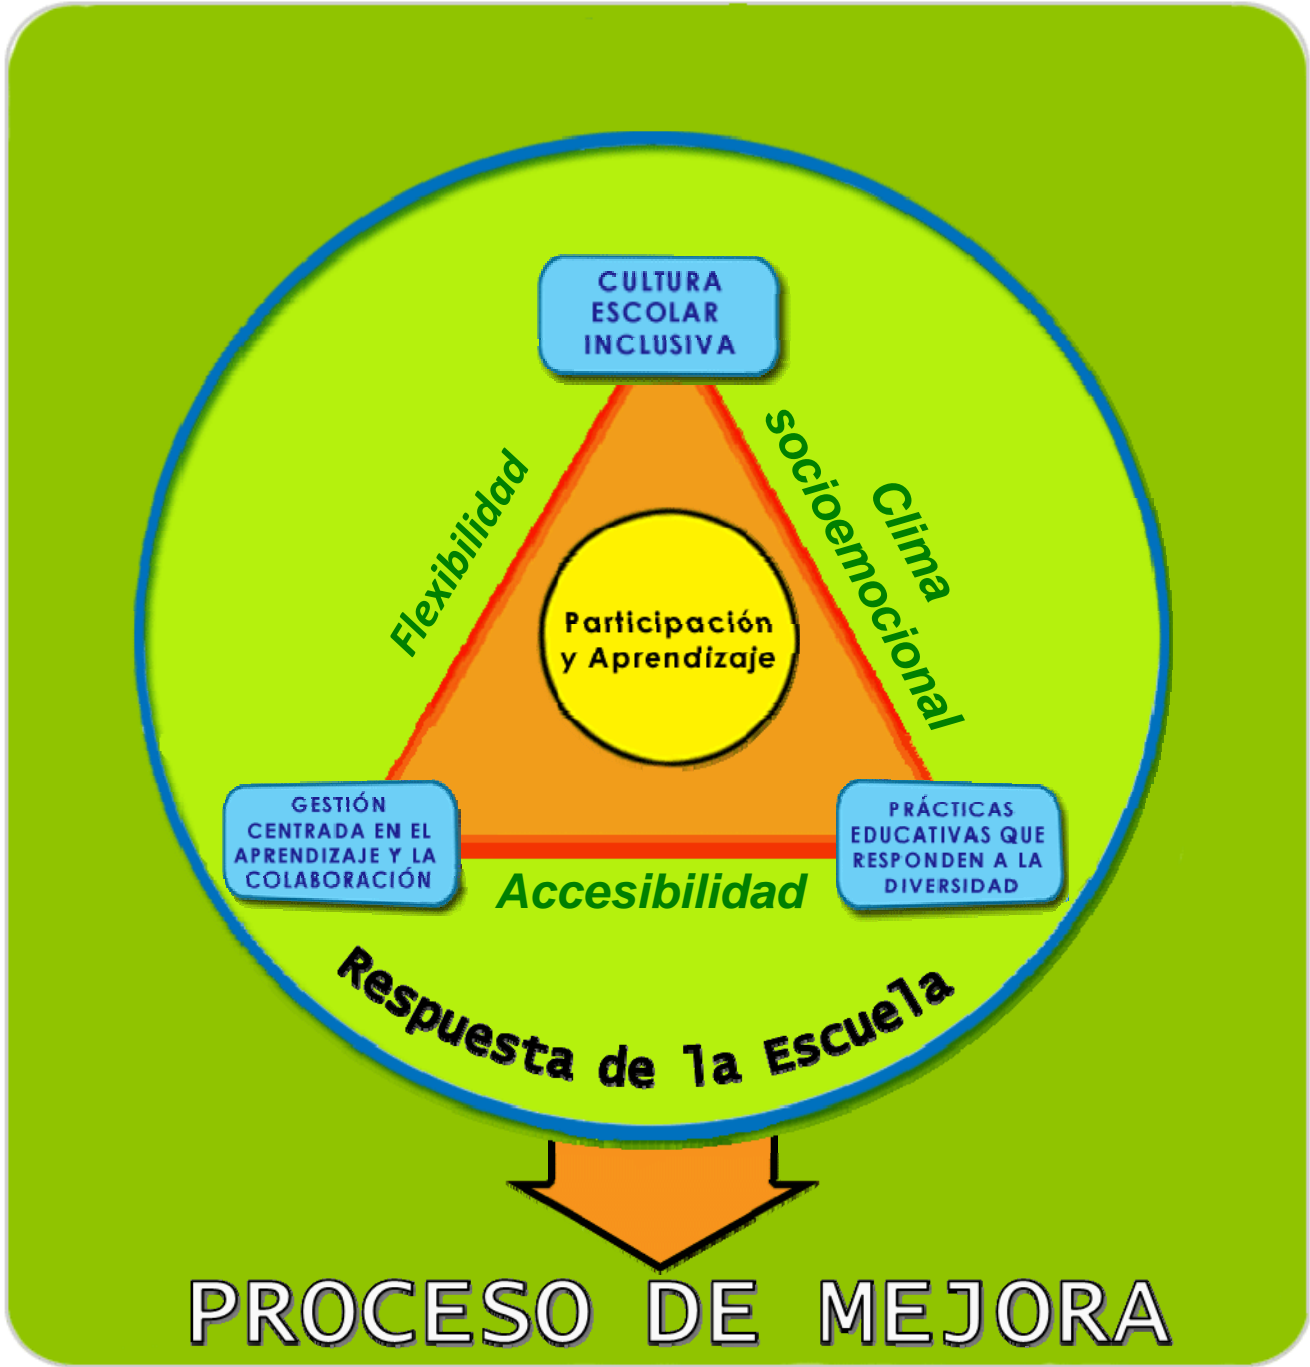 CULTURA
ESCOLAR
INCLUSIVA
Flexibilidad
Clima
socioemocional
Participación
y Aprendizaje
GESTIÓN
CENTRADA EN EL
APRENDIZAJE Y LA
COLABORACIÓN
PRÁCTICAS
EDUCATIVAS QUE
RESPONDEN A LA
DIVERSIDAD
Accesibilidad
Respuesta de la Escuela
PROCESO DE MEJORA